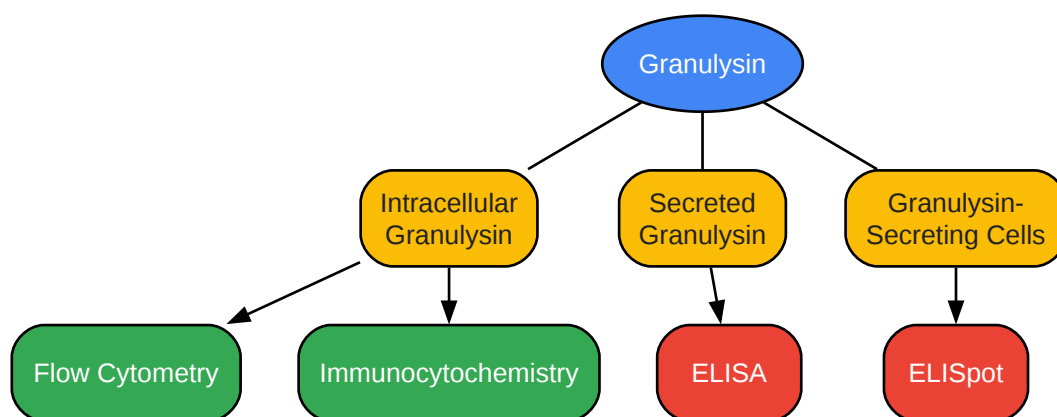 Granulysin
Intracellular
Granulysin
Secreted
Granulysin
Granulysin-
Secreting Cells
Flow Cytometry
Immunocytochemistry
ELISA
ELISpot